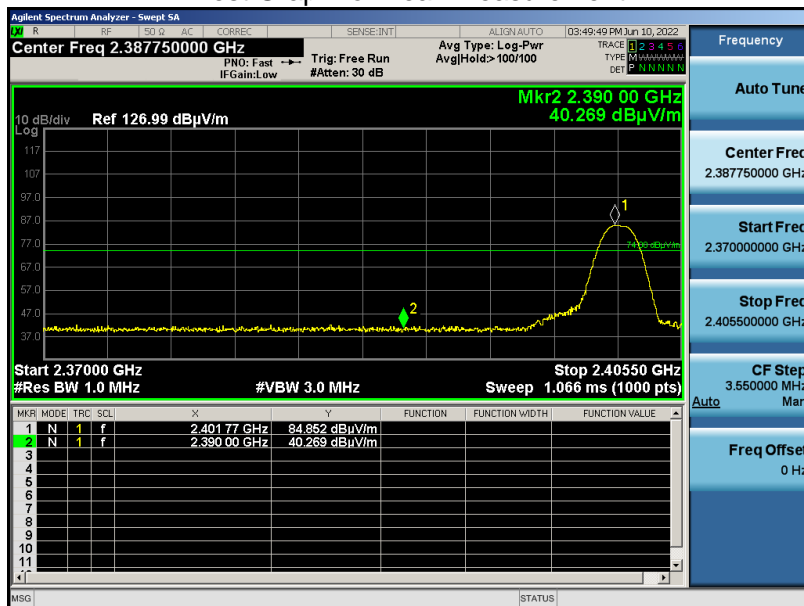 Agilent Spectrum Analyzer - Swept SA
LXI R RF 50 Ω AC CORREC SENSE:INT ALIGN AUTO 03:49:49 PM Jun 10, 2022
Center Freq 2.387750000 GHz
PNO: Fast
IFGain:Low
Trig: Free Run
#Atten: 30 dB
Avg Type: Log-Pwr
Avg|Hold:>100/100
TRACE 1 2 3 4 5 6
TYPE M
DET P N N N N N
Frequency
Auto Tune
Mkr2 2.390 00 GHz
40.269 dBµV/m
10 dB/div Ref 126.99 dBµV/m
Log
117
107
97.0
87.0
77.0
67.0
57.0
47.0
37.0
1
2
74.00 dBµV/m
Start 2.37000 GHz Stop 2.40550 GHz
#Res BW 1.0 MHz #VBW 3.0 MHz Sweep 1.066 ms (1000 pts)
Center Freq
2.387750000 GHz
Start Freq
2.370000000 GHz
Stop Freq
2.405500000 GHz
CF Step
3.550000 MHz
Auto Man
Freq Offset
0 Hz
MKR MODE TRC SCL X Y FUNCTION FUNCTION WIDTH FUNCTION VALUE
1 N 1 f 2.401 77 GHz 84.852 dBµV/m
2 N 1 f 2.390 00 GHz 40.269 dBµV/m
3
4
5
6
7
8
9
10
11
MSG STATUS